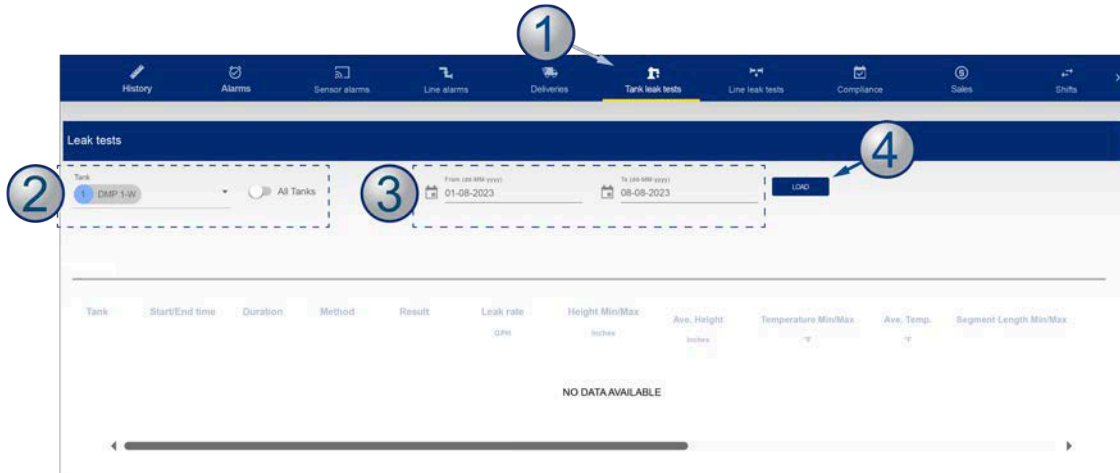 1
History
Alarms
Sensor alarms
Line alarms
Deliveries
Tank leak tests
Line leak tests
Compliance
Sales
Shifts
Leak tests
2
Tank
1 DMP 1-W
All Tanks
3
From (dd-MM-yyyy)
01-08-2023
To (dd-MM-yyyy)
08-08-2023
LOAD
4
Tank
Start/End time
Duration
Method
Result
Leak rate
GPH
Height Min/Max
Inches
Ave. Height
Inches
Temperature Min/Max
°F
Ave. Temp.
°F
Segment Length Min/Max
NO DATA AVAILABLE